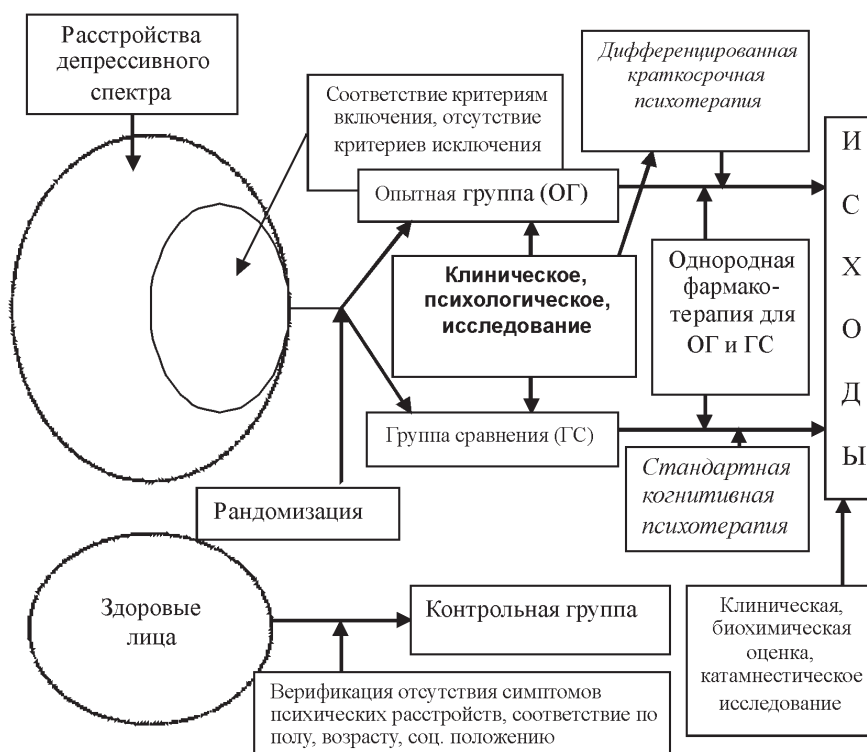 Расстройства
депрессивного
спектра
Соответствие критериям
включения, отсутствие
критериев исключения
Дифференцированная
краткосрочная
психотерапия
Опытная группа (ОГ)
Клиническое,
психологическое,
исследование
Однородная
фармако-
терапия для
ОГ и ГС
И
С
Х
О
Д
Ы
Группа сравнения (ГС)
Стандартная
когнитивная
психотерапия
Рандомизация
Здоровые
лица
Контрольная группа
Клиническая,
биохимическая
оценка,
катамнестическое
исследование
Верификация отсутствия симптомов
психических расстройств, соответствие по
полу, возрасту, соц. положению